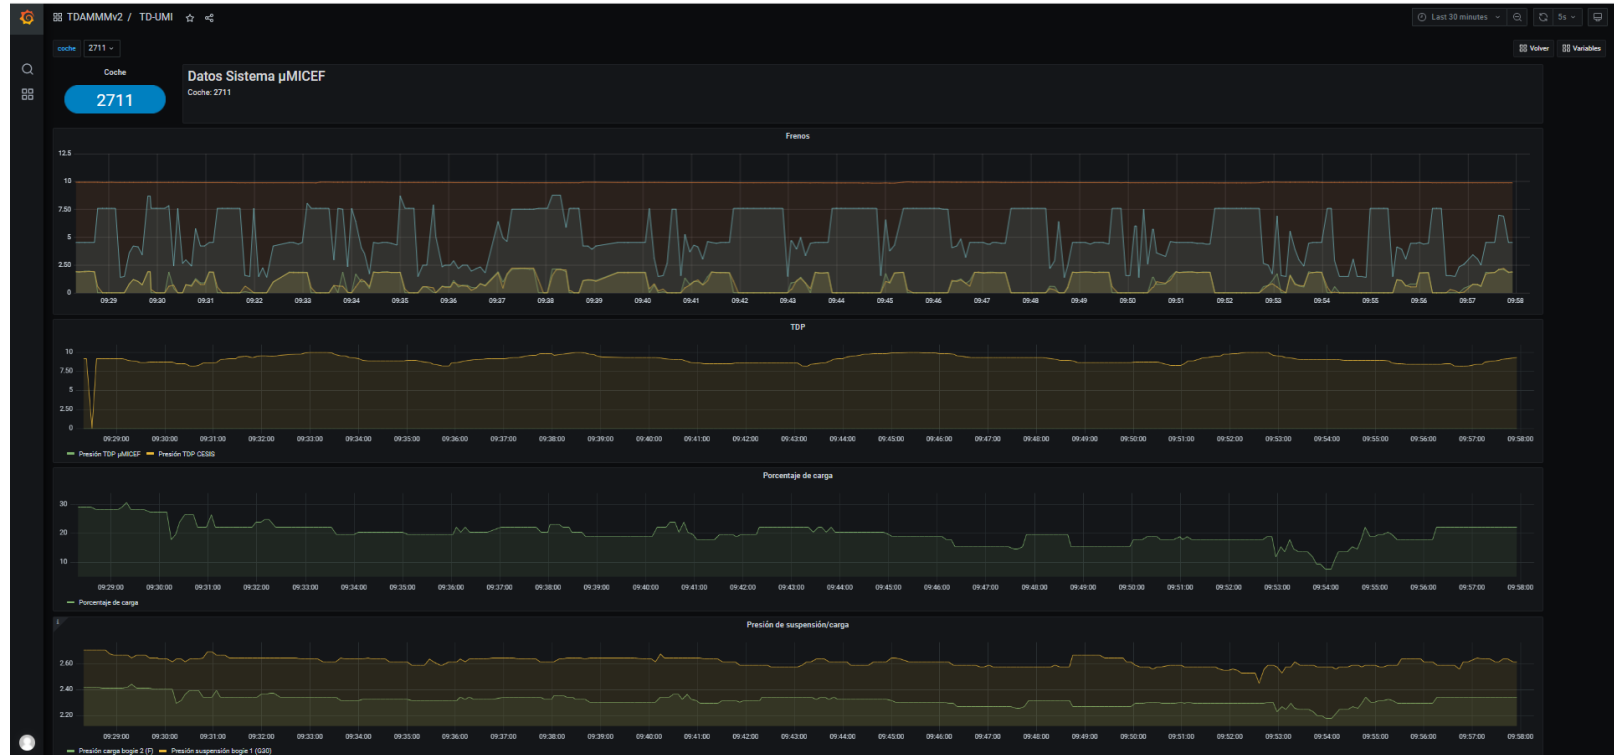 TDAMMMv2 / TD-UMI
Last 30 minutes
5s
coche 2711
Volver Variables
Coche
2711
Datos Sistema μMICEF
Coche: 2711
Frenos
12.5
10
7.50
5
2.50
0
09:29 09:30 09:31 09:32 09:33 09:34 09:35 09:36 09:37 09:38 09:39 09:40 09:41 09:42 09:43 09:44 09:45 09:46 09:47 09:48 09:49 09:50 09:51 09:52 09:53 09:54 09:55 09:56 09:57 09:58
TDP
10
7.50
5
2.50
0
09:29:00 09:30:00 09:31:00 09:32:00 09:33:00 09:34:00 09:35:00 09:36:00 09:37:00 09:38:00 09:39:00 09:40:00 09:41:00 09:42:00 09:43:00 09:44:00 09:45:00 09:46:00 09:47:00 09:48:00 09:49:00 09:50:00 09:51:00 09:52:00 09:53:00 09:54:00 09:55:00 09:56:00 09:57:00 09:58:00
Presión TDP μMICEF Presión TDP CESIS
Porcentaje de carga
30
20
10
09:29:00 09:30:00 09:31:00 09:32:00 09:33:00 09:34:00 09:35:00 09:36:00 09:37:00 09:38:00 09:39:00 09:40:00 09:41:00 09:42:00 09:43:00 09:44:00 09:45:00 09:46:00 09:47:00 09:48:00 09:49:00 09:50:00 09:51:00 09:52:00 09:53:00 09:54:00 09:55:00 09:56:00 09:57:00 09:58:00
Porcentaje de carga
i
Presión de suspensión/carga
2.60
2.40
2.20
09:29:00 09:30:00 09:31:00 09:32:00 09:33:00 09:34:00 09:35:00 09:36:00 09:37:00 09:38:00 09:39:00 09:40:00 09:41:00 09:42:00 09:43:00 09:44:00 09:45:00 09:46:00 09:47:00 09:48:00 09:49:00 09:50:00 09:51:00 09:52:00 09:53:00 09:54:00 09:55:00 09:56:00 09:57:00 09:58:00
Presión carga bogie 2 (F) Presión suspensión bogie 1 (G30)